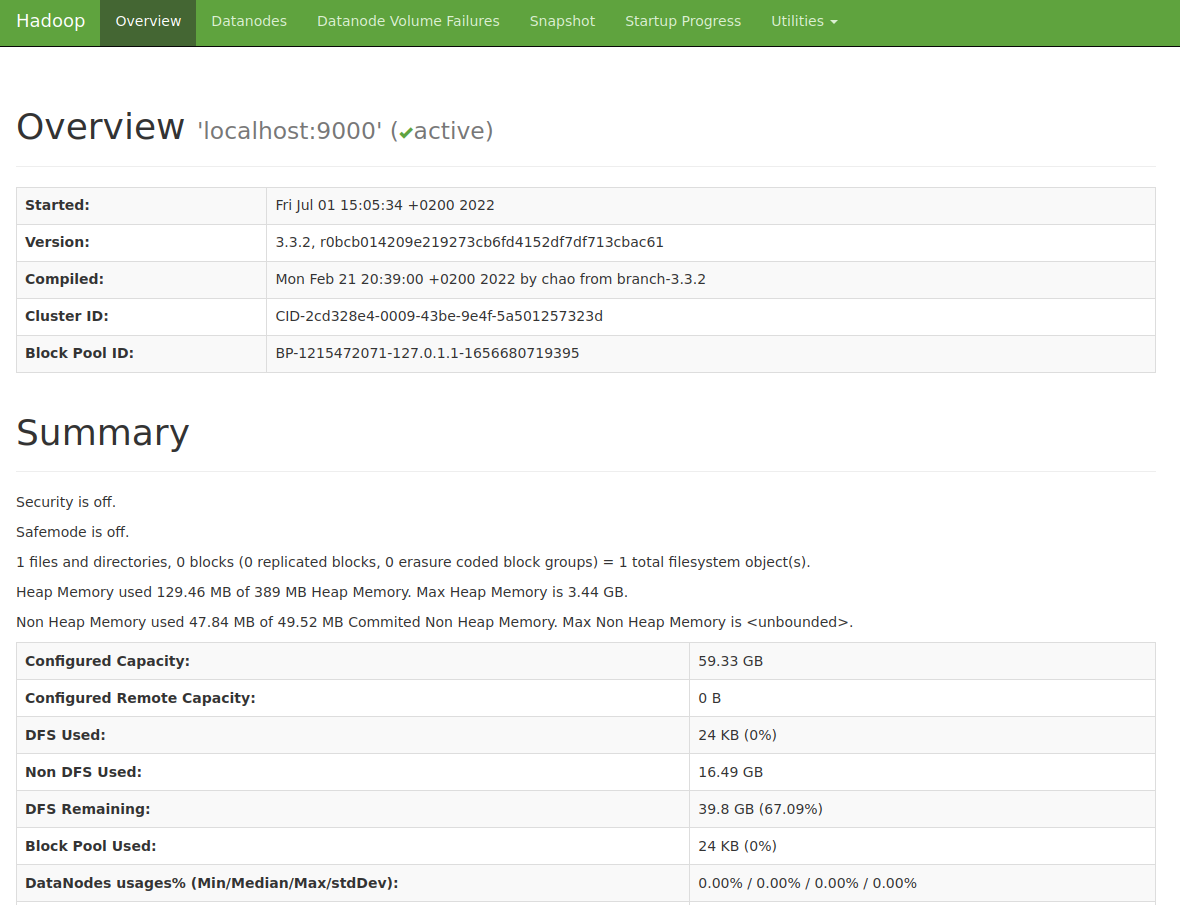 Hadoop Overview Datanodes Datanode Volume Failures Snapshot Startup Progress Utilities
Overview 'localhost:9000' (✔active)
Started: Fri Jul 01 15:05:34 +0200 2022
Version: 3.3.2, r0bcb014209e219273cb6fd4152df7df713cbac61
Compiled: Mon Feb 21 20:39:00 +0200 2022 by chao from branch-3.3.2
Cluster ID: CID-2cd328e4-0009-43be-9e4f-5a501257323d
Block Pool ID: BP-1215472071-127.0.1.1-1656680719395
Summary
Security is off.
Safemode is off.
1 files and directories, 0 blocks (0 replicated blocks, 0 erasure coded block groups) = 1 total filesystem object(s).
Heap Memory used 129.46 MB of 389 MB Heap Memory. Max Heap Memory is 3.44 GB.
Non Heap Memory used 47.84 MB of 49.52 MB Commited Non Heap Memory. Max Non Heap Memory is <unbounded>.
Configured Capacity: 59.33 GB
Configured Remote Capacity: 0 B
DFS Used: 24 KB (0%)
Non DFS Used: 16.49 GB
DFS Remaining: 39.8 GB (67.09%)
Block Pool Used: 24 KB (0%)
DataNodes usages% (Min/Median/Max/stdDev): 0.00% / 0.00% / 0.00% / 0.00%